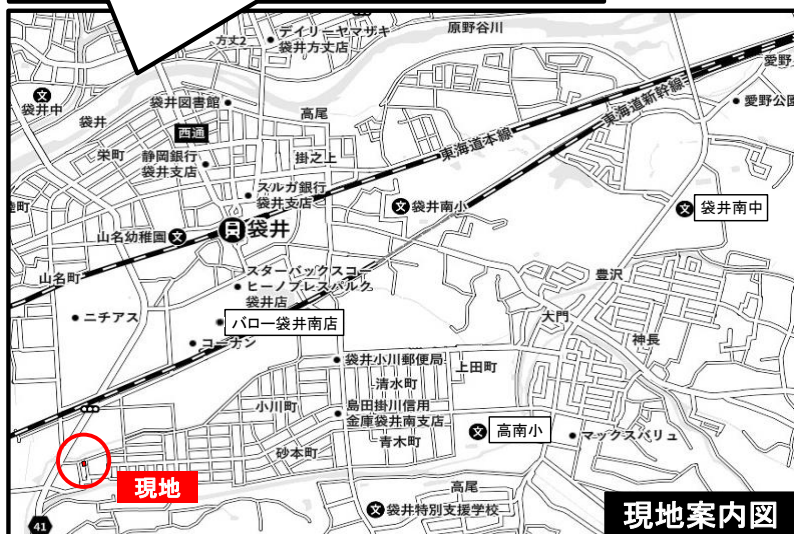 デイリーヤマザキ
袋井方丈店
方丈2
原野谷川
愛野
袋井中
袋井図書館
高尾
東海道新幹線
愛野公園
袋井
西通
栄町
静岡銀行
袋井支店
掛之上
東海道本線
スルガ銀行
袋井支店
袋井南小
袋井南中
山名幼稚園
袋井
山名町
スターバックスコー
ヒーノブレスパルク
袋井店
豊沢
ニチアス
バロー袋井南店
大門
コーナン
神長
袋井小川郵便局
上田町
清水町
小川町
島田掛川信用
金庫袋井南支店
高南小
マックスバリュ
砂本町
青木町
現地
高尾
袋井特別支援学校
41
現地案内図